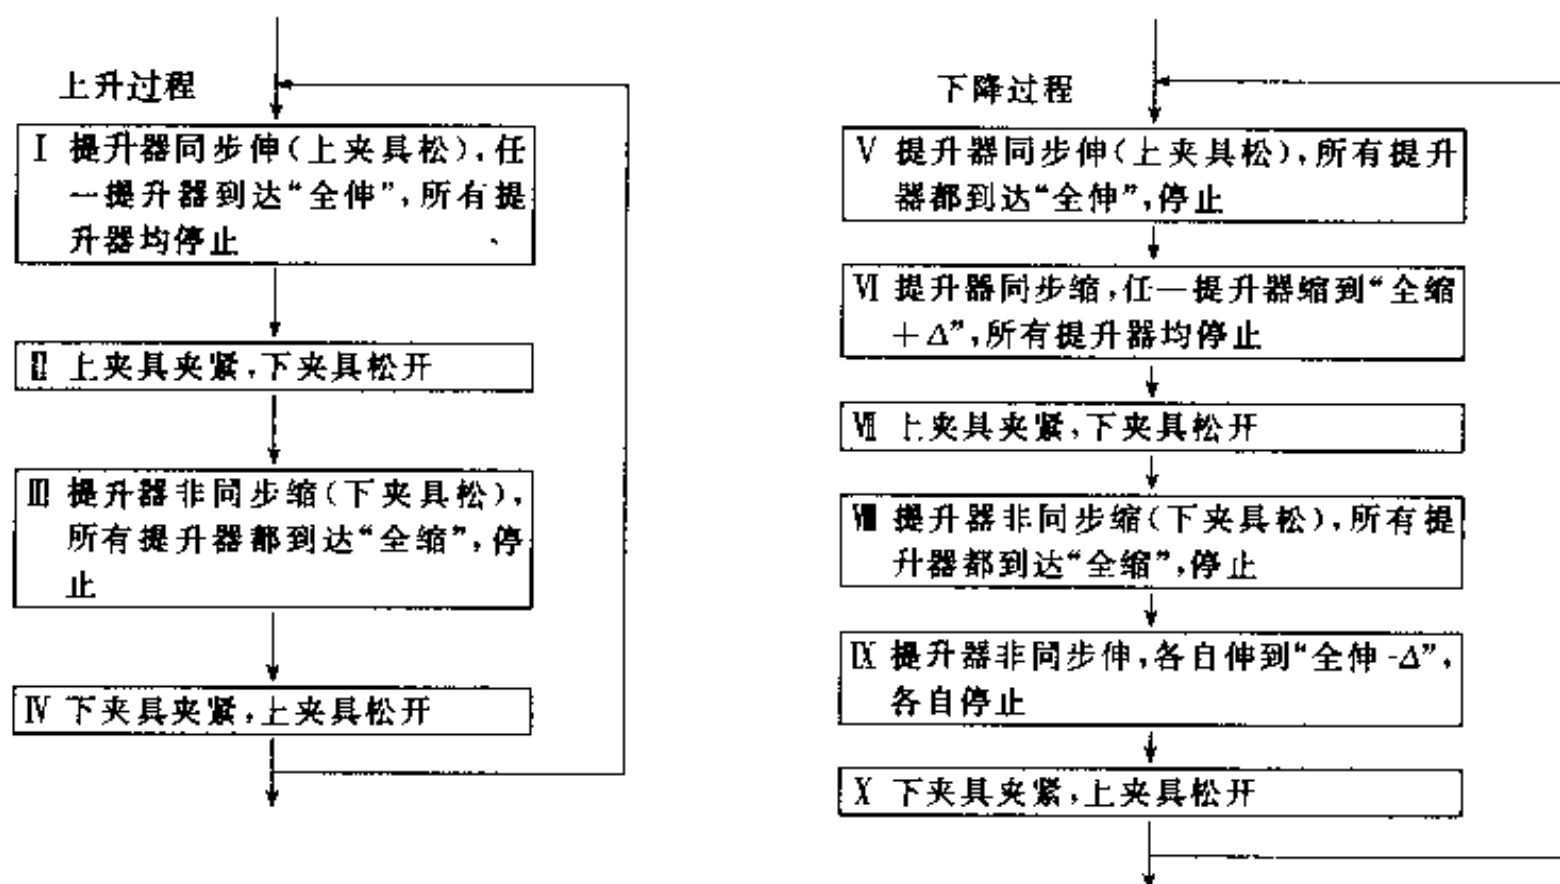 上升过程
Ⅰ 提升器同步伸(上夹具松),任
一提升器到达“全伸”,所有提
升器均停止
Ⅱ 上夹具夹紧,下夹具松开
Ⅲ 提升器非同步缩(下夹具松),
所有提升器都到达“全缩”,停
止
Ⅳ 下夹具夹紧,上夹具松开
下降过程
Ⅴ 提升器同步伸(上夹具松),所有提升
器都到达“全伸”,停止
Ⅵ 提升器同步缩,任一提升器缩到“全缩
+Δ”,所有提升器均停止
Ⅶ 上夹具夹紧,下夹具松开
Ⅷ 提升器非同步缩(下夹具松),所有提
升器都到达“全缩”,停止
Ⅸ 提升器非同步伸,各自伸到“全伸-Δ”,
各自停止
Ⅹ 下夹具夹紧,上夹具松开